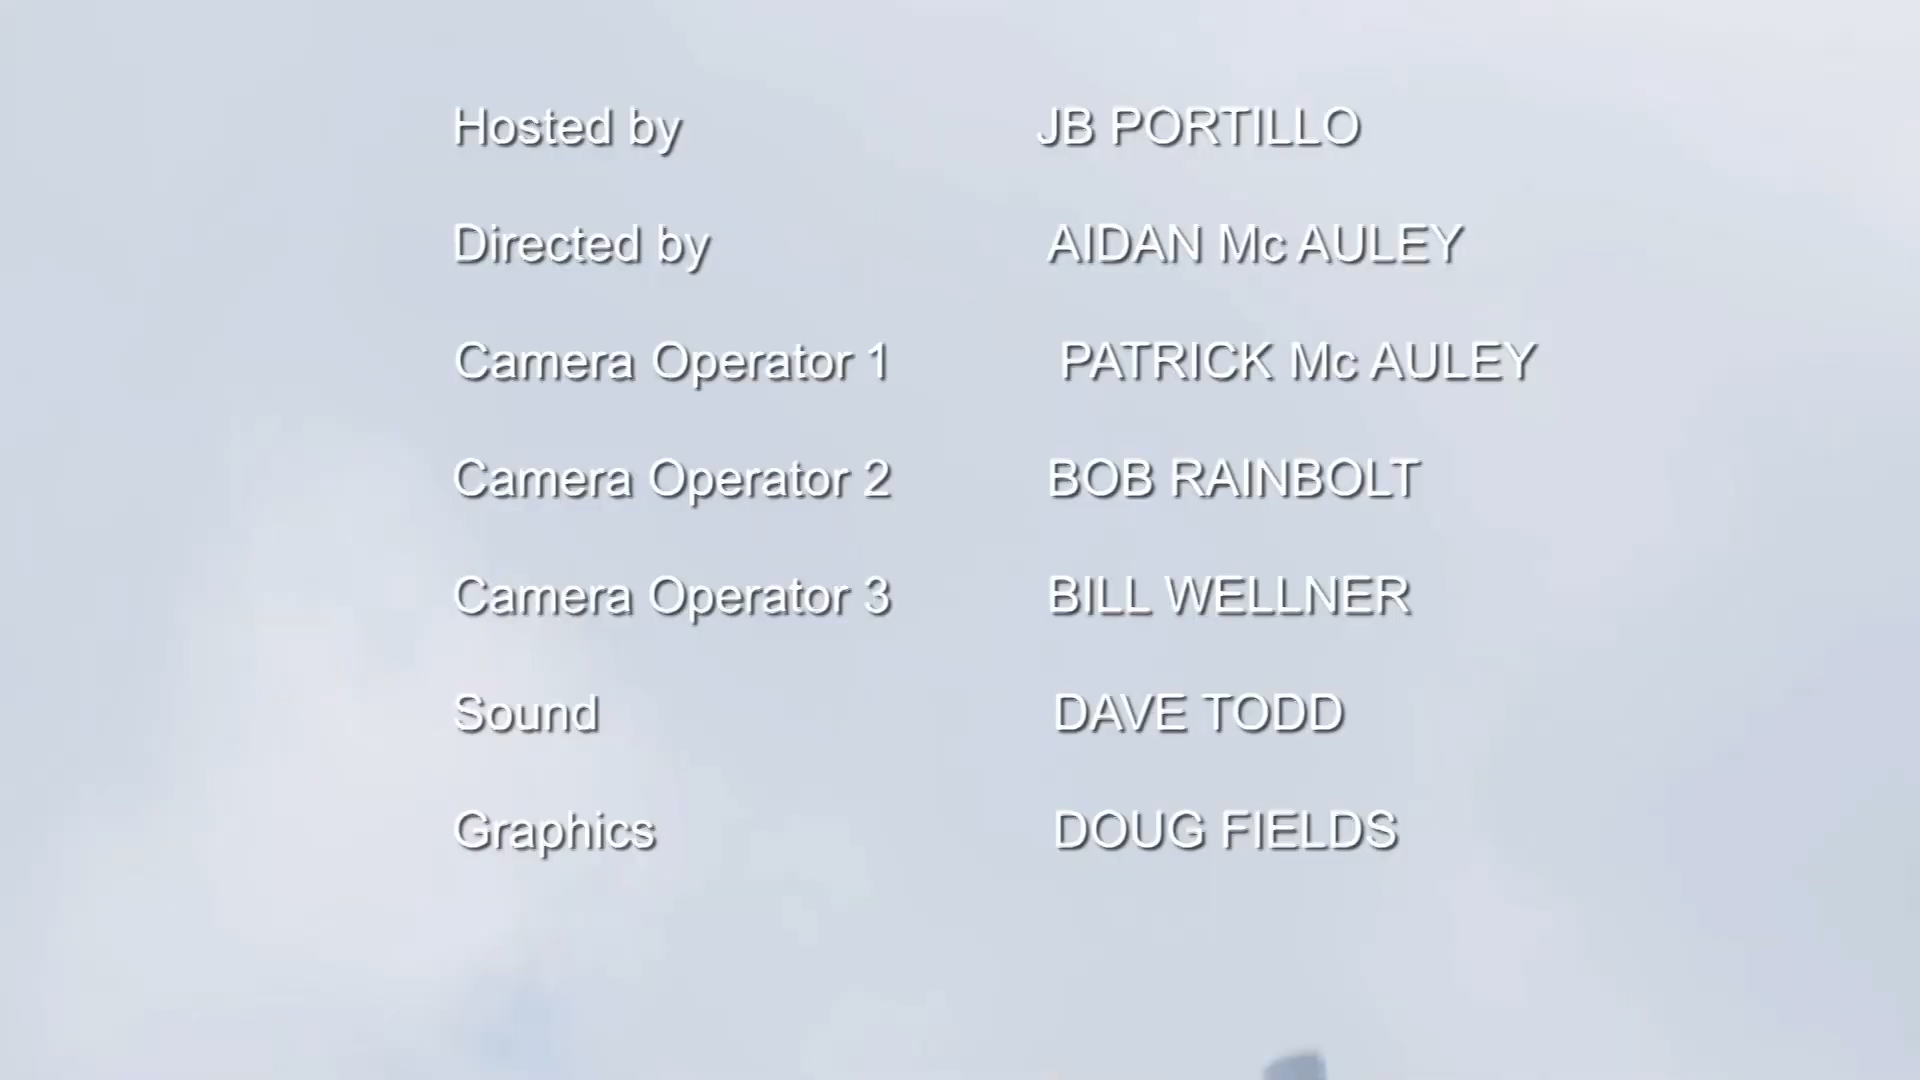 Hosted by JB PORTILLO
Directed by AIDAN Mc AULEY
Camera Operator 1 PATRICK Mc AULEY
Camera Operator 2 BOB RAINBOLT
Camera Operator 3 BILL WELLNER
Sound DAVE TODD
Graphics DOUG FIELDS